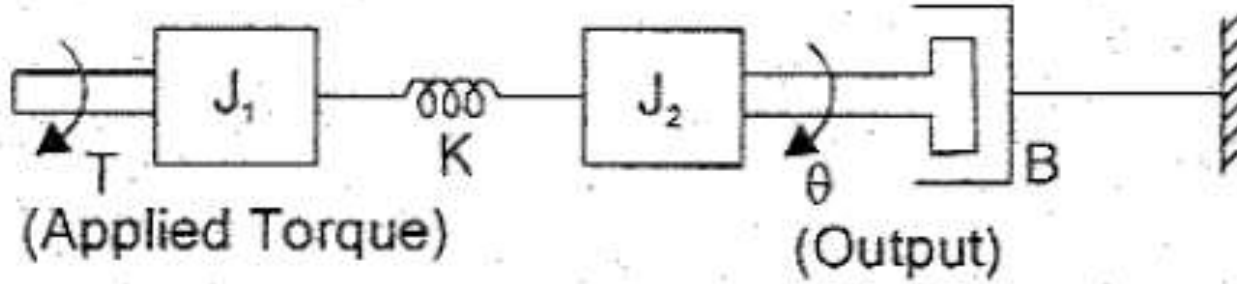 J₁
J₂
K
T
θ
B
(Applied Torque)
(Output)